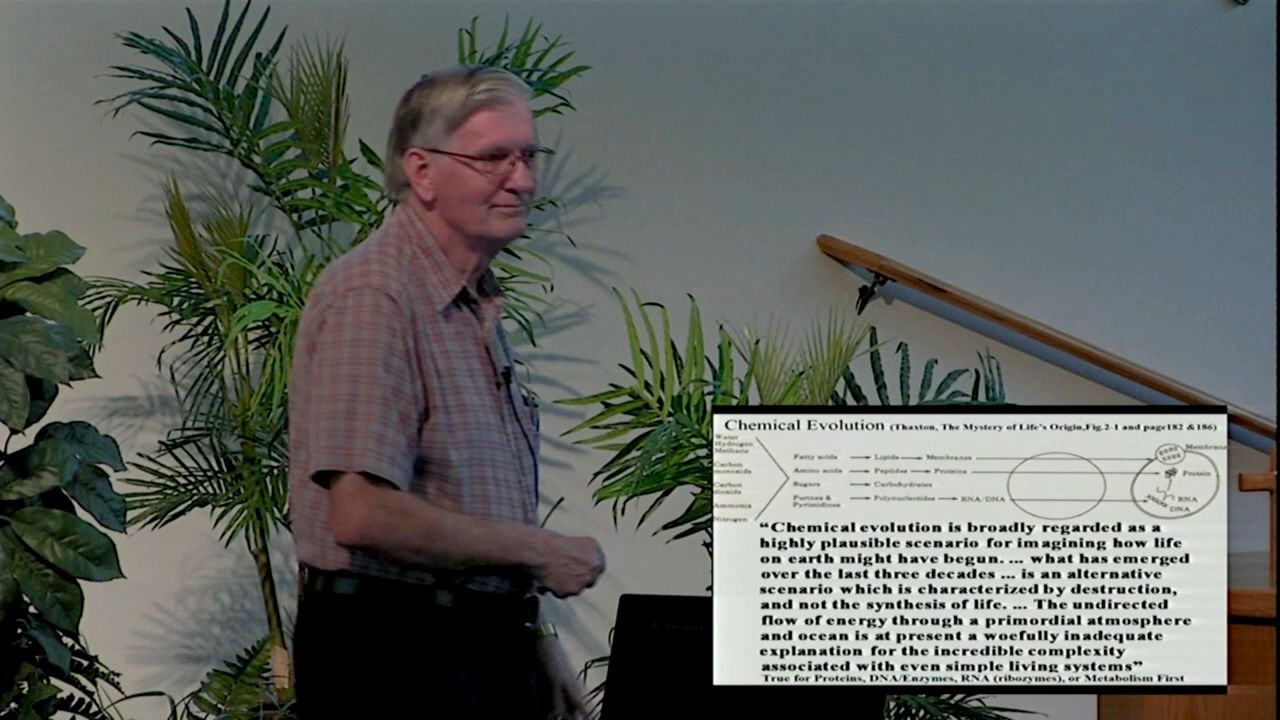 Chemical Evolution (Thaxton, The Mystery of Life's Origin,Fig.2-1 and page182 &186)
Water
Hydrogen
Methane
Carbon
monoxide
Carbon
dioxide
Ammonia
Nitrogen
Fatty acids Lipids Membranes
Amino acids Peptides Proteins
Sugars Carbohydrates
Purines & Pyrimidines Polynucleotides RNA/DNA
Membrane
Protein
RNA
DNA
“Chemical evolution is broadly regarded as a
highly plausible scenario for imagining how life
on earth might have begun. ... what has emerged
over the last three decades ... is an alternative
scenario which is characterized by destruction,
and not the synthesis of life. ... The undirected
flow of energy through a primordial atmosphere
and ocean is at present a woefully inadequate
explanation for the incredible complexity
associated with even simple living systems”
True for Proteins, DNA/Enzymes, RNA (ribozymes), or Metabolism First